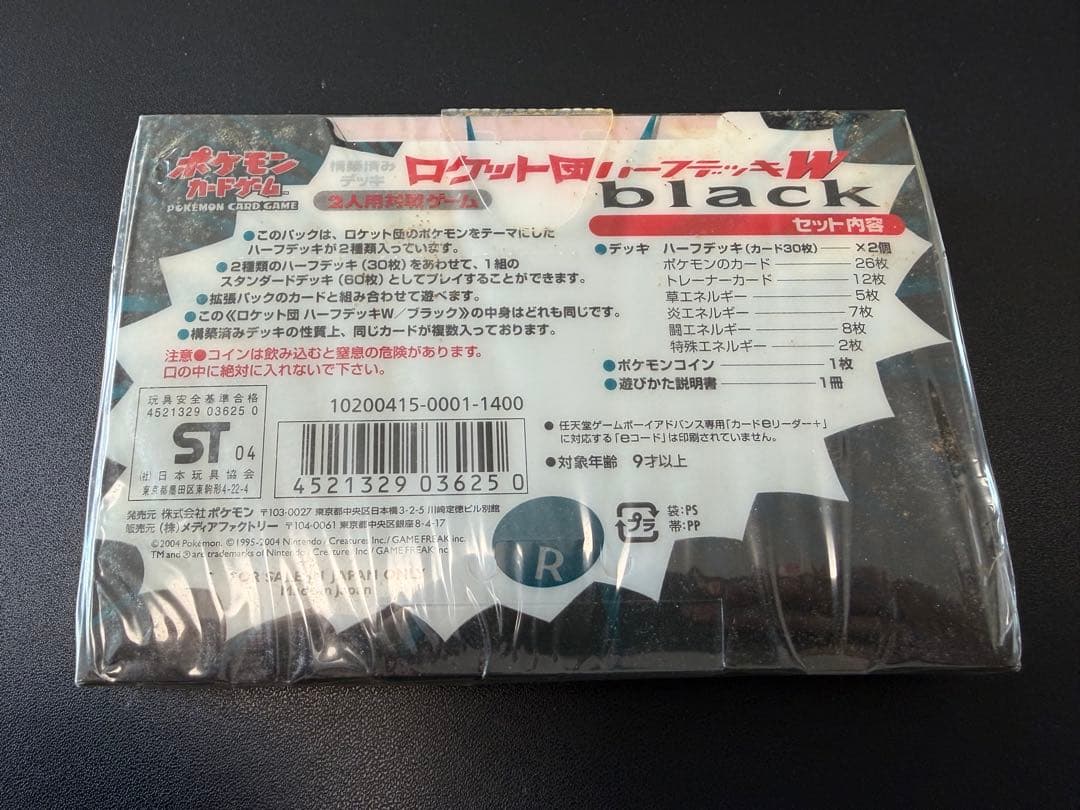 ポケモン
カードゲーム
POKÉMON CARD GAME
構築済み
デッキ
2人用対戦ゲーム
ロケット団ハーフデッキW
black
●このパックは、ロケット団のポケモンをテーマにした
ハーフデッキが2種類入っています。
●2種類のハーフデッキ(30枚)をあわせて、1組の
スタンダードデッキ(60枚)としてプレイすることができます。
●拡張パックのカードと組み合わせて遊べます。
●この《ロケット団 ハーフデッキW/ブラック》の中身はどれも同じです。
●構築済みデッキの性質上、同じカードが複数入っております。
注意●コインは飲み込むと窒息の危険があります。
口の中に絶対に入れないで下さい。
セット内容
●デッキ ハーフデッキ(カード30枚)――×2個
ポケモンのカード――26枚
トレーナーカード――12枚
草エネルギー――5枚
炎エネルギー――7枚
闘エネルギー――8枚
特殊エネルギー――2枚
●ポケモンコイン――1枚
●遊びかた説明書――1冊
●任天堂ゲームボーイアドバンス専用「カードeリーダー+」
に対応する「eコード」は印刷されていません。
●対象年齢 9才以上
玩具安全基準合格
4521329 03625 0
ST 04
(社)日本玩具協会
東京都墨田区東駒形4-22-4
10200415-0001-1400
4521329 036250
発売元 株式会社ポケモン 〒103-0027 東京都中央区日本橋3-2-5 川崎定徳ビル別館
販売元 (株)メディアファクトリー 〒104-0061 東京都中央区銀座8-4-17
©2004 Pokémon. ©1995-2004 Nintendo / Creatures Inc. / GAME FREAK inc.
TM and ® are trademarks of Nintendo / Creatures Inc. / GAME FREAK inc.
FOR SALE IN JAPAN ONLY
Made in Japan
R
プラ
袋:PS
帯:PP